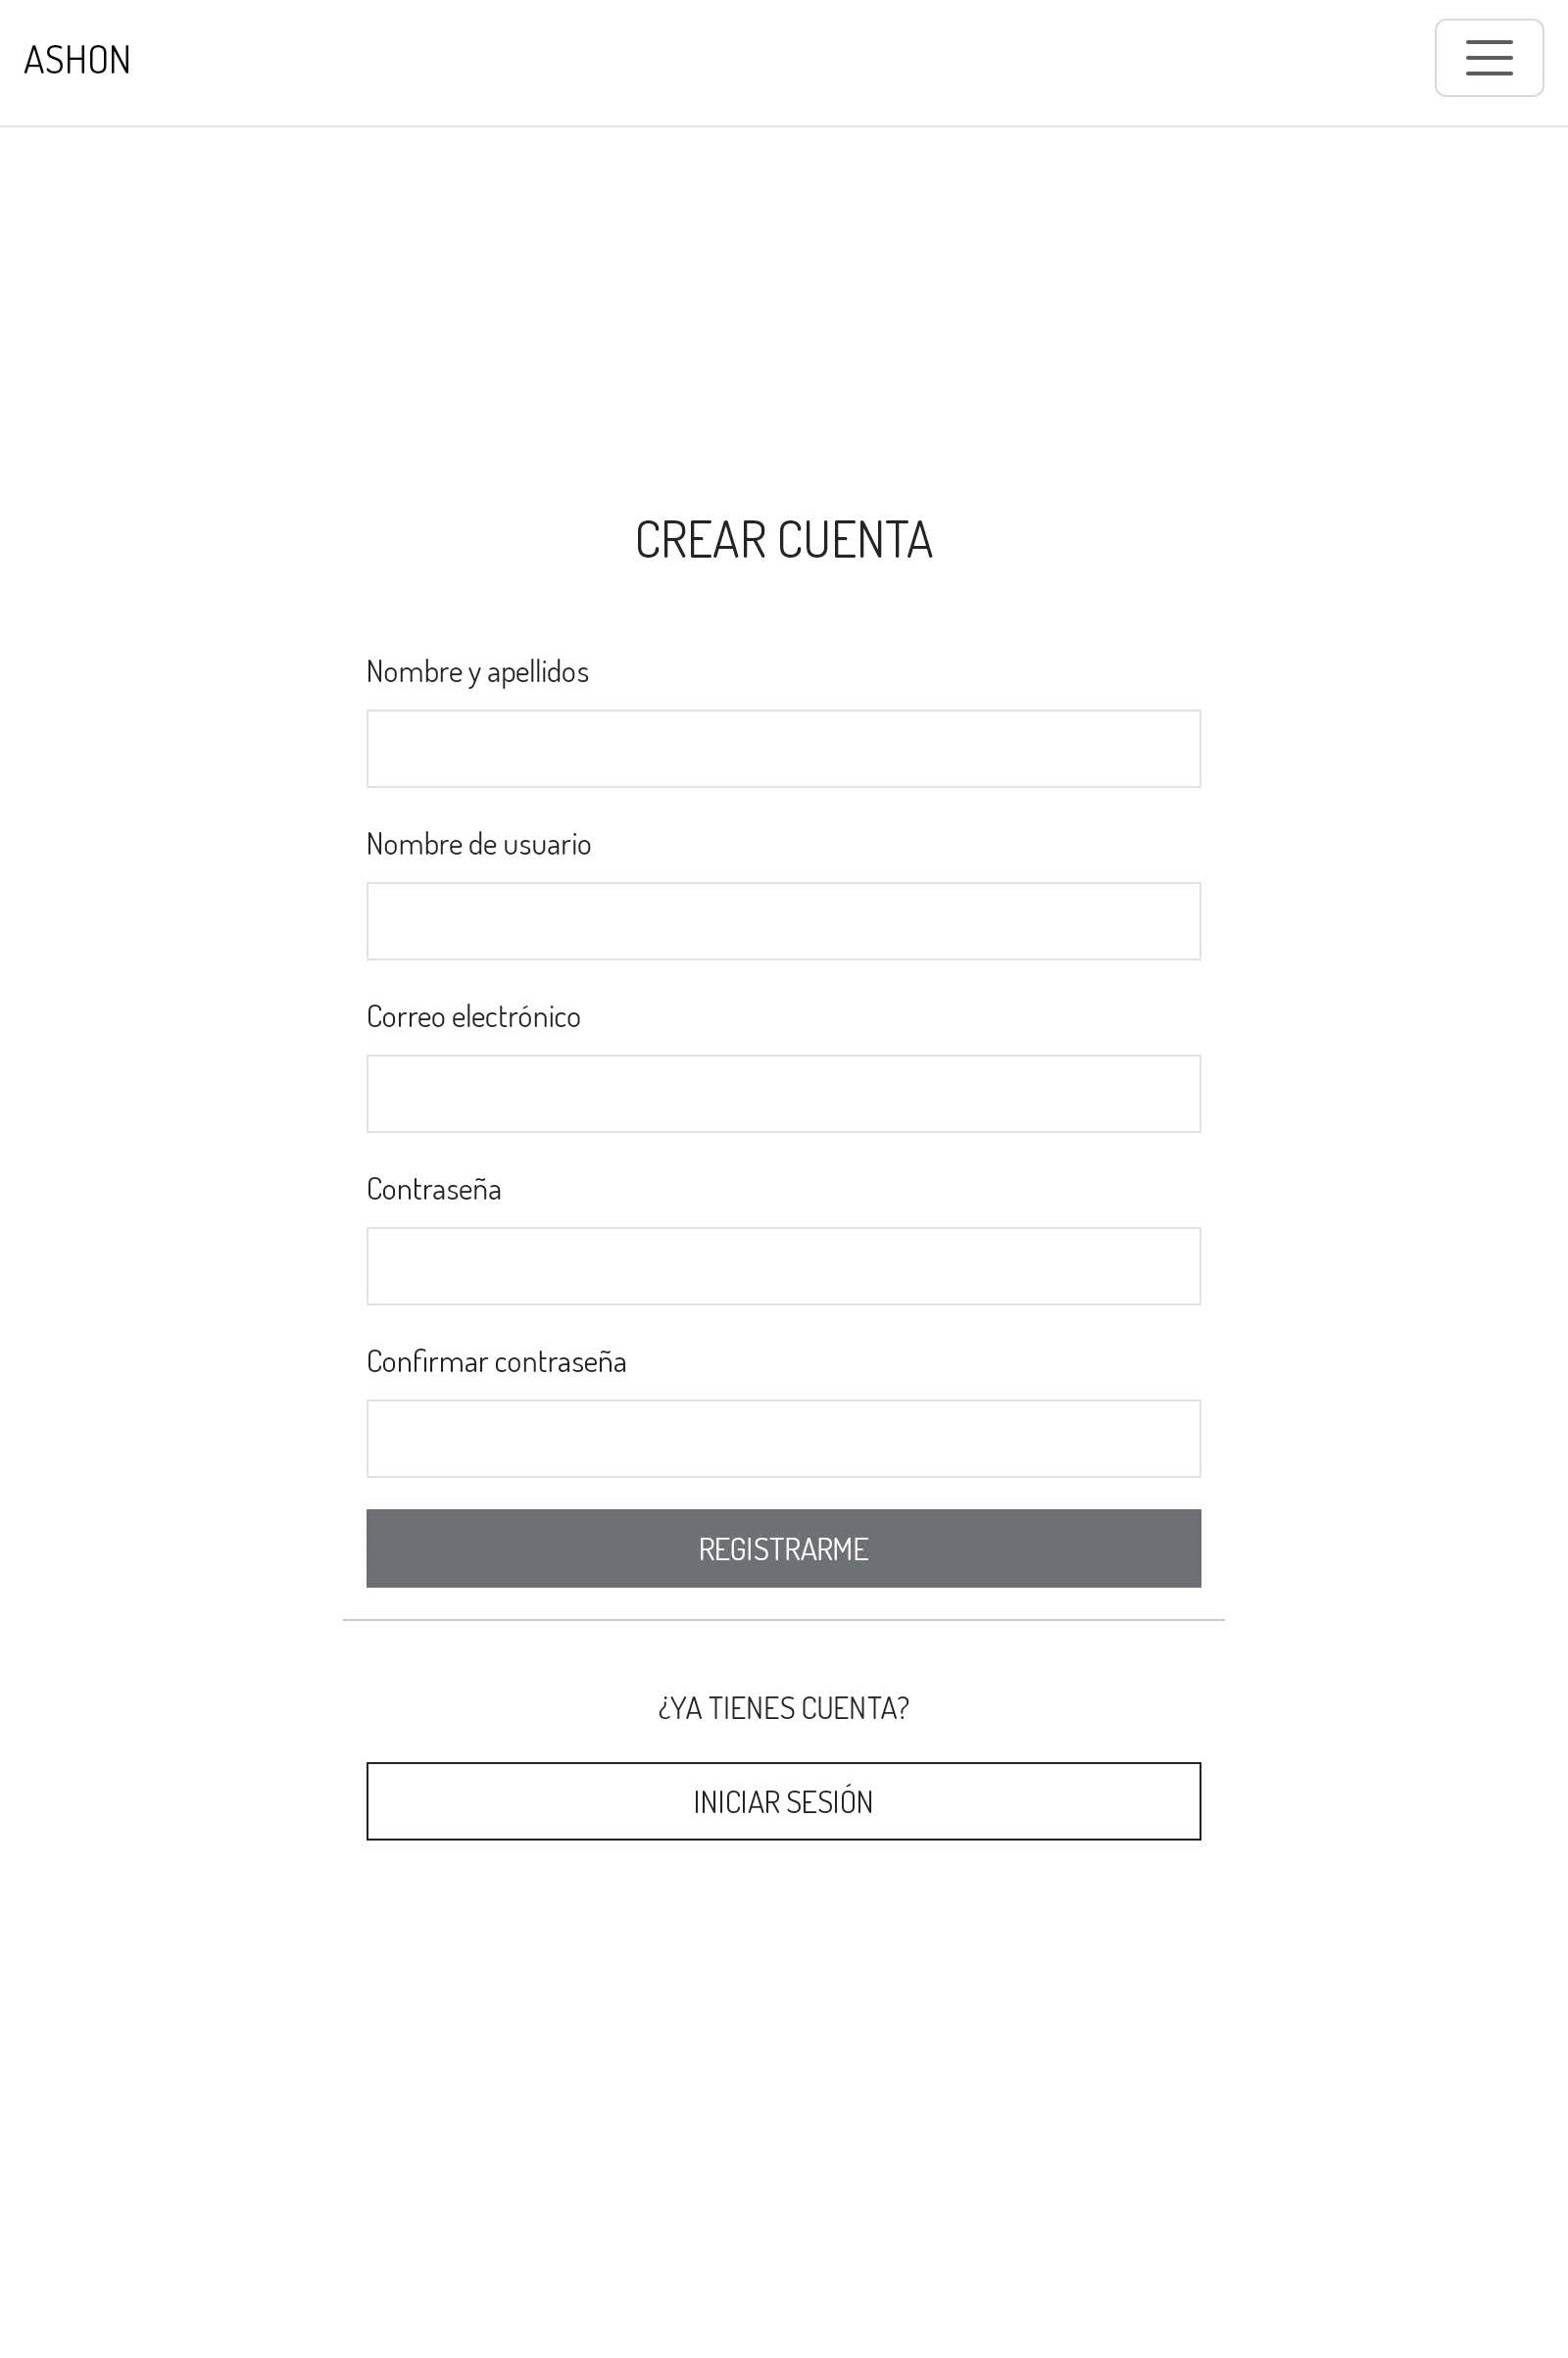 ASHON
CREAR CUENTA
Nombre y apellidos
Nombre de usuario
Correo electrónico
Contraseña
Confirmar contraseña
REGISTRARME
¿YA TIENES CUENTA?
INICIAR SESIÓN